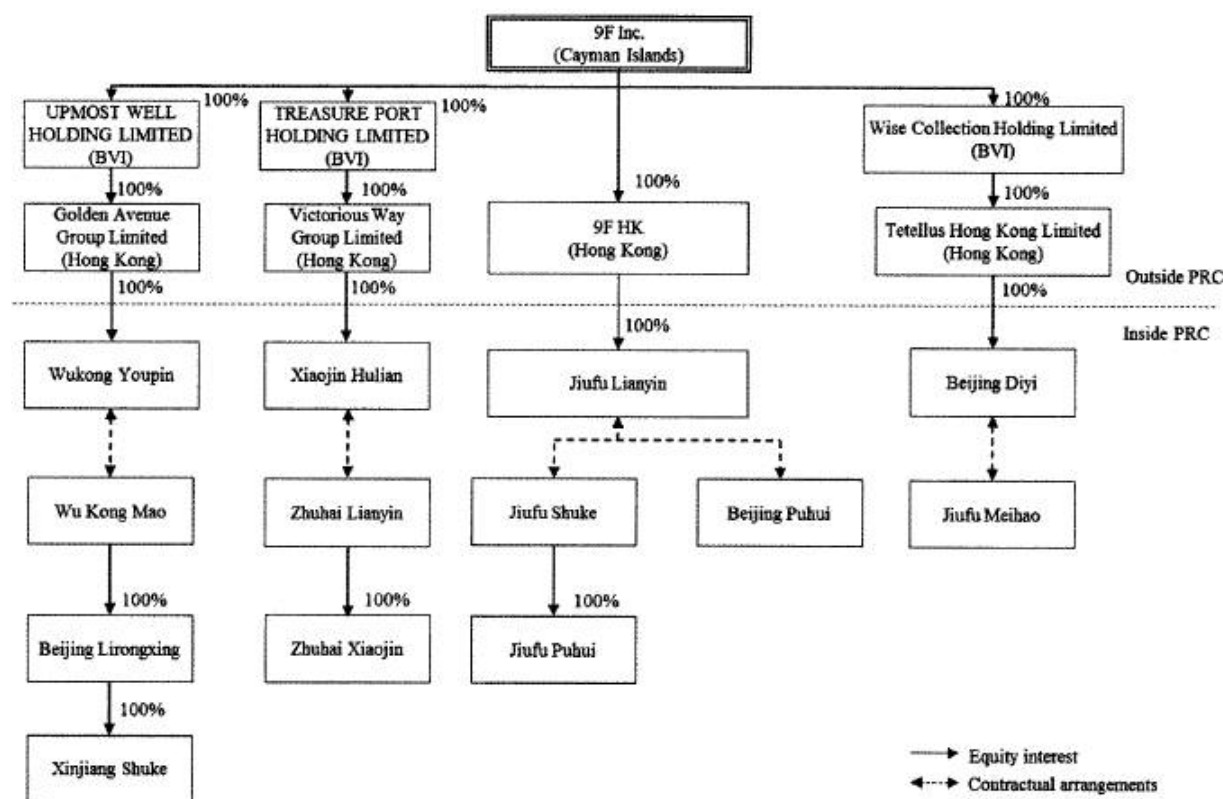 9F Inc.
(Cayman Islands)
100%
100%
100%
UPMOST WELL
HOLDING LIMITED
(BVI)
TREASURE PORT
HOLDING LIMITED
(BVI)
Wise Collection Holding Limited
(BVI)
100%
100%
100%
100%
Golden Avenue
Group Limited
(Hong Kong)
Victorious Way
Group Limited
(Hong Kong)
9F HK
(Hong Kong)
Tetellus Hong Kong Limited
(Hong Kong)
100%
100%
100%
Outside PRC
100%
Inside PRC
Wukong Youpin
Xiaojin Hulian
Jiufu Lianyin
Beijing Diyi
Wu Kong Mao
Zhuhai Lianyin
Jiufu Shuke
Beijing Puhui
Jiufu Meihao
100%
100%
100%
Beijing Lirongxing
Zhuhai Xiaojin
Jiufu Puhui
100%
Xinjiang Shuke
Equity interest
Contractual arrangements